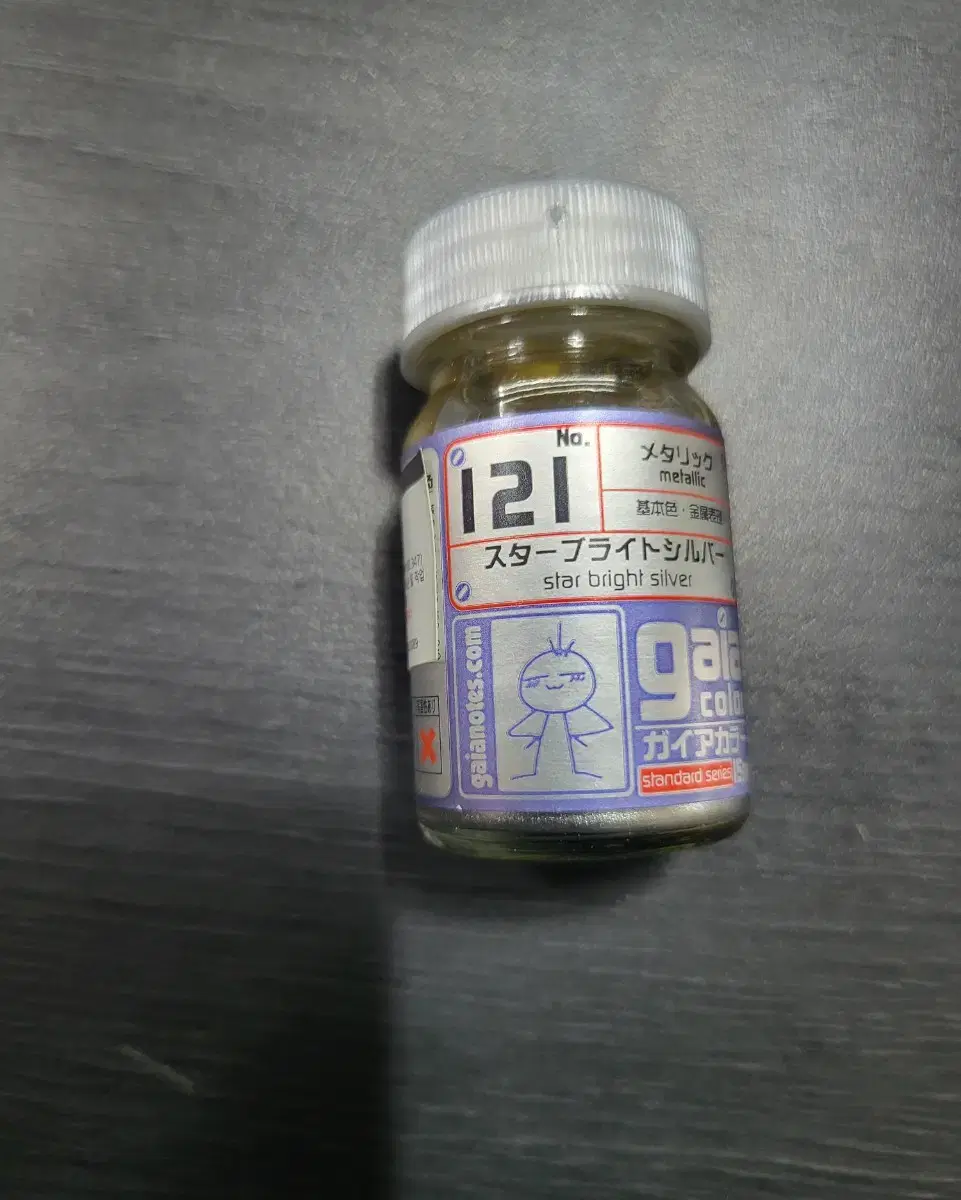 No.
121
メタリック
metallic
基本色・金属表現
スターブライトシルバー
star bright silver
gaianotes.com
gaia
color
ガイアカラー
standard series